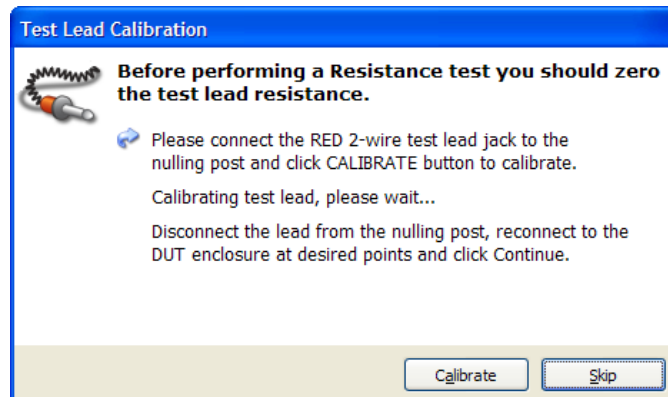 Test Lead Calibration
Before performing a Resistance test you should zero
the test lead resistance.
Please connect the RED 2-wire test lead jack to the
nulling post and click CALIBRATE button to calibrate.
Calibrating test lead, please wait...
Disconnect the lead from the nulling post, reconnect to the
DUT enclosure at desired points and click Continue.
Calibrate
Skip